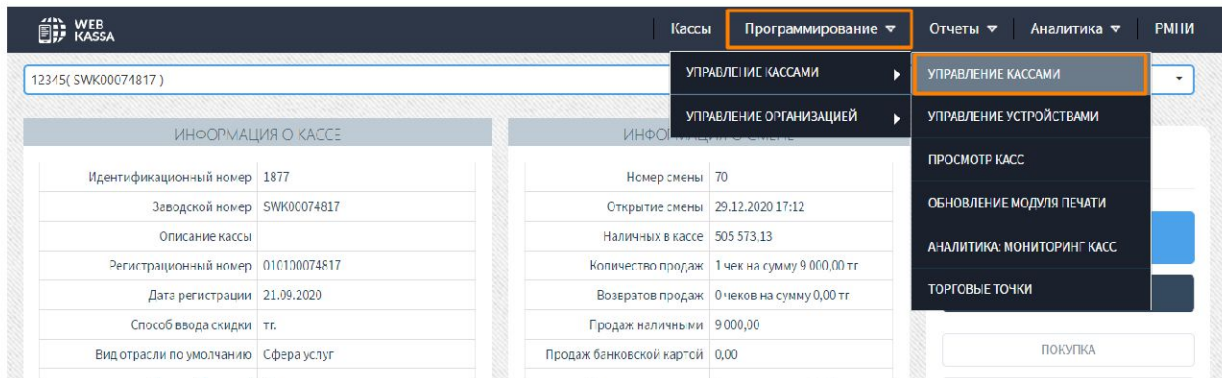 WEB KASSA
Кассы Программирование Отчеты Аналитика РМПИ
12345( SWK00074817 )
УПРАВЛЕНИЕ КАССАМИ
УПРАВЛЕНИЕ ОРГАНИЗАЦИЕЙ
УПРАВЛЕНИЕ КАССАМИ
УПРАВЛЕНИЕ УСТРОЙСТВАМИ
ПРОСМОТР КАСС
ОБНОВЛЕНИЕ МОДУЛЯ ПЕЧАТИ
АНАЛИТИКА: МОНИТОРИНГ КАСС
ТОРГОВЫЕ ТОЧКИ
ИНФОРМАЦИЯ О КАССЕ
Идентификационный номер 1877
Заводской номер SWK00074817
Описание кассы
Регистрационный номер 010100074817
Дата регистрации 21.09.2020
Способ ввода скидки тг.
Вид отрасли по умолчанию Сфера услуг
ИНФОРМАЦИЯ О СМЕНЕ
Номер смены 70
Открытие смены 29.12.2020 17:12
Наличных в кассе 505 573,13
Количество продаж 1 чек на сумму 9 000,00 тг
Возвратов продаж 0 чеков на сумму 0,00 тг
Продаж наличными 9 000,00
Продаж банковской картой 0,00
ПОКУПКА